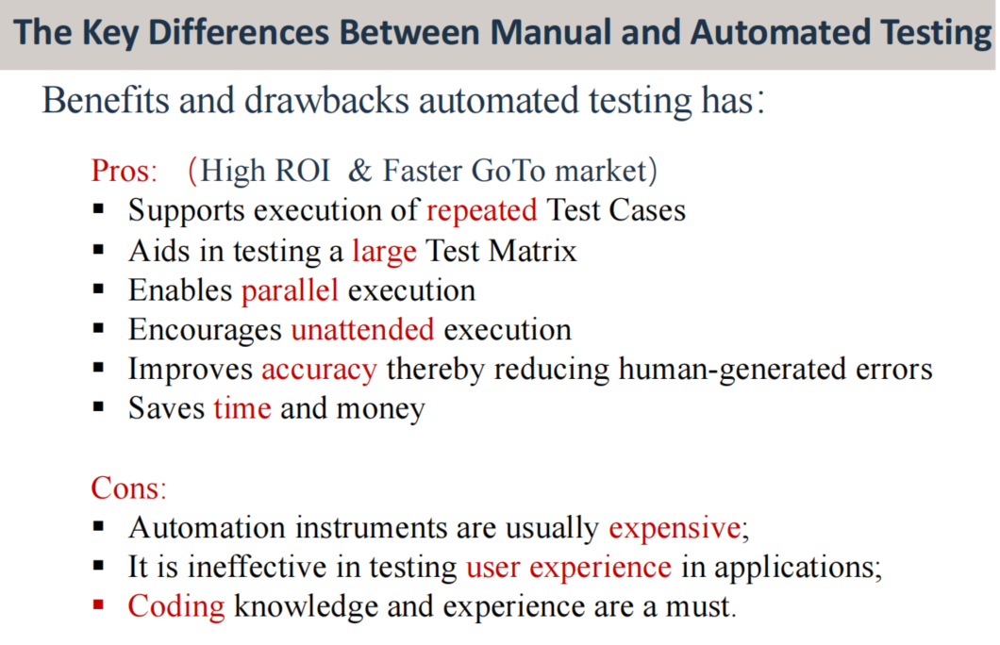 The Key Differences Between Manual and Automated Testing
Benefits and drawbacks automated testing has:
Pros: (High ROI & Faster GoTo market)
▪ Supports execution of repeated Test Cases
▪ Aids in testing a large Test Matrix
▪ Enables parallel execution
▪ Encourages unattended execution
▪ Improves accuracy thereby reducing human-generated errors
▪ Saves time and money
Cons:
▪ Automation instruments are usually expensive;
▪ It is ineffective in testing user experience in applications;
▪ Coding knowledge and experience are a must.